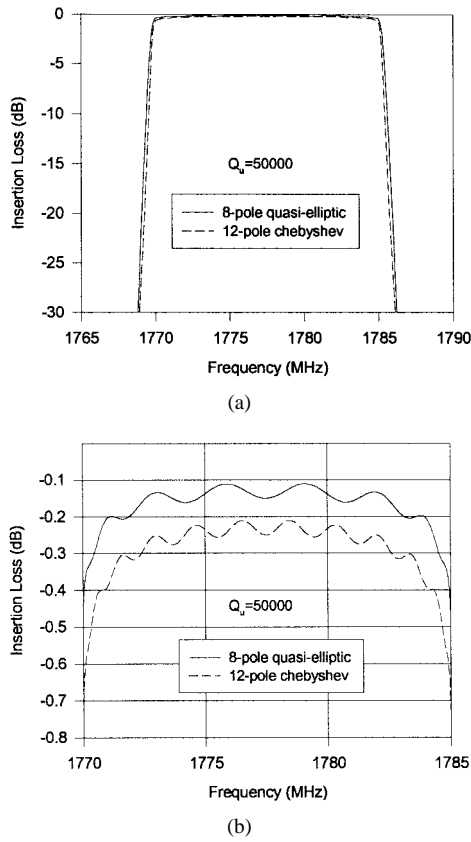 (a)
0
-5
-10
-15
-20
-25
-30
Insertion Loss (dB)
Qu=50000
8-pole quasi-elliptic
12-pole chebyshev
1765 1770 1775 1780 1785 1790
Frequency (MHz)
(a)
-0.1
-0.2
-0.3
-0.4
-0.5
-0.6
-0.7
-0.8
Insertion Loss (dB)
Qu=50000
8-pole quasi-elliptic
12-pole chebyshev
1770 1775 1780 1785
Frequency (MHz)
(b)